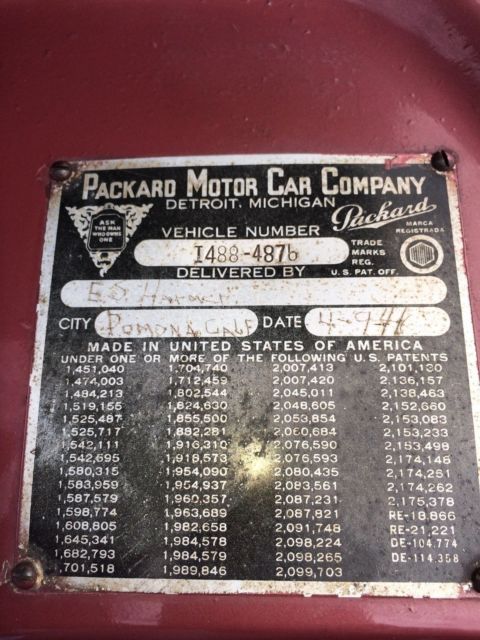 PACKARD MOTOR CAR COMPANY
DETROIT, MICHIGAN
ASK
THE MAN
WHO OWNS
ONE
Packard
MARCA
REGISTRADA
VEHICLE NUMBER
1488-4876
TRADE
MARKS
REG.
U.S. PAT. OFF.
DELIVERED BY
ED
CITY POMONA CALIF DATE
MADE IN UNITED STATES OF AMERICA
UNDER ONE OR MORE OF THE FOLLOWING U.S. PATENTS
1,451,040 1,704,740 2,007,413 2,101,130
1,474,003 1,712,459 2,007,420 2,136,157
1,484,213 1,802,544 2,045,011 2,138,463
1,519,155 1,824,630 2,048,605 2,152,660
1,525,487 1,855,500 2,053,854 2,153,083
1,525,717 1,882,281 2,060,684 2,153,233
1,542,111 1,916,310 2,076,590 2,153,498
1,542,695 1,918,573 2,076,593 2,174,146
1,580,315 1,954,090 2,080,435 2,174,261
1,583,959 1,954,937 2,083,561 2,174,262
1,587,579 1,960,357 2,087,231 2,175,378
1,598,774 1,963,689 2,087,821 RE-18,866
1,608,805 1,982,658 2,091,748 RE-21,221
1,645,341 1,984,578 2,098,224 DE-104,774
1,682,793 1,984,579 2,098,265 DE-114,358
1,701,518 1,989,846 2,099,703